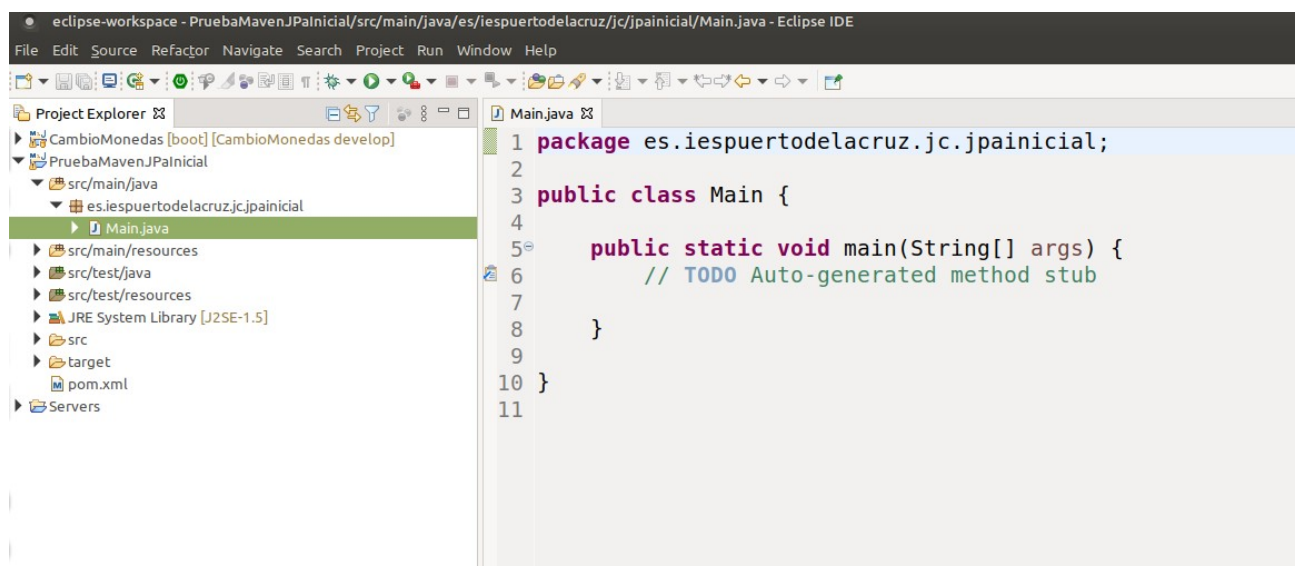 eclipse-workspace - PruebaMavenJPaInicial/src/main/java/es/iespuertodelacruz/jc/jpainicial/Main.java - Eclipse IDE
File Edit Source Refactor Navigate Search Project Run Window Help
Project Explorer
CambioMonedas [boot] [CambioMonedas develop]
PruebaMavenJPaInicial
src/main/java
es.iespuertodelacruz.jc.jpainicial
Main.java
src/main/resources
src/test/java
src/test/resources
JRE System Library [J2SE-1.5]
src
target
pom.xml
Servers
Main.java
1 package es.iespuertodelacruz.jc.jpainicial;
2
3 public class Main {
4
5 public static void main(String[] args) {
6 // TODO Auto-generated method stub
7
8 }
9
10 }
11